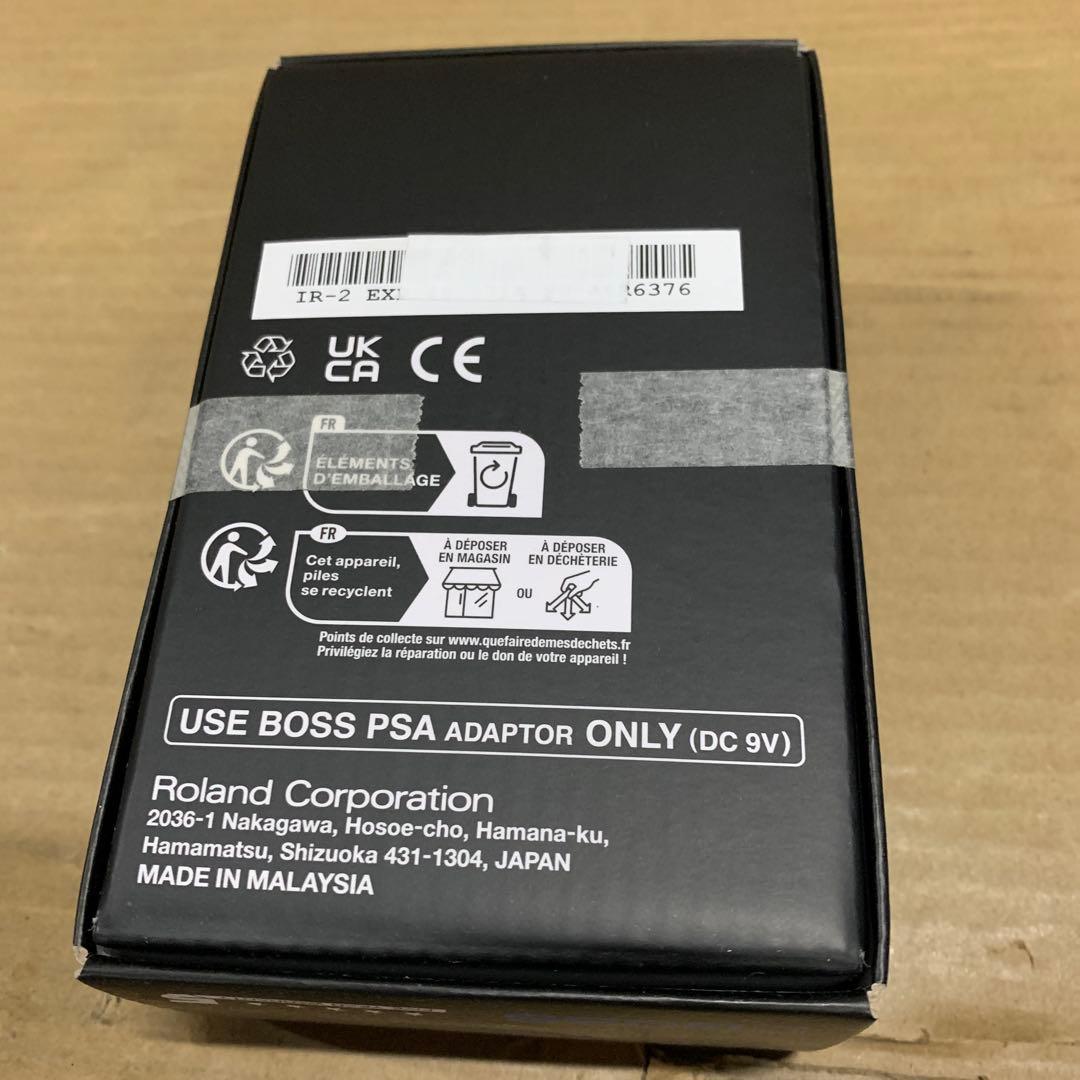 IR-2 EX
6376
UK
CA
CE
FR
ÉLÉMENTS
D'EMBALLAGE
FR
Cet appareil,
piles
se recyclent
À DÉPOSER
EN MAGASIN
OU
À DÉPOSER
EN DÉCHÈTERIE
Points de collecte sur www.quefairedemesdechets.fr
Privilégiez la réparation ou le don de votre appareil !
USE BOSS PSA ADAPTOR ONLY (DC 9V)
Roland Corporation
2036-1 Nakagawa, Hosoe-cho, Hamana-ku,
Hamamatsu, Shizuoka 431-1304, JAPAN
MADE IN MALAYSIA